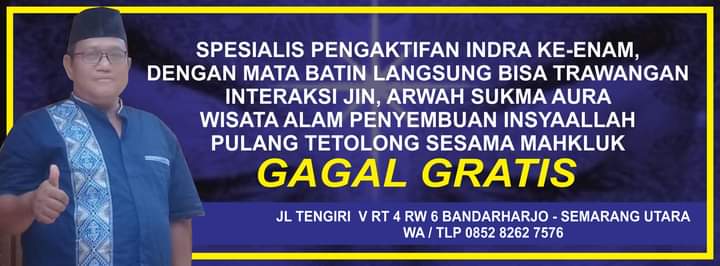 SPESIALIS PENGAKTIFAN INDRA KE-ENAM,
DENGAN MATA BATIN LANGSUNG BISA TRAWANGAN
INTERAKSI JIN, ARWAH SUKMA AURA
WISATA ALAM PENYEMBUAN INSYAALLAH
PULANG TETOLONG SESAMA MAHKLUK
GAGAL GRATIS
JL TENGIRI V RT 4 RW 6 BANDARHARJO - SEMARANG UTARA
WA / TLP 0852 8262 7576